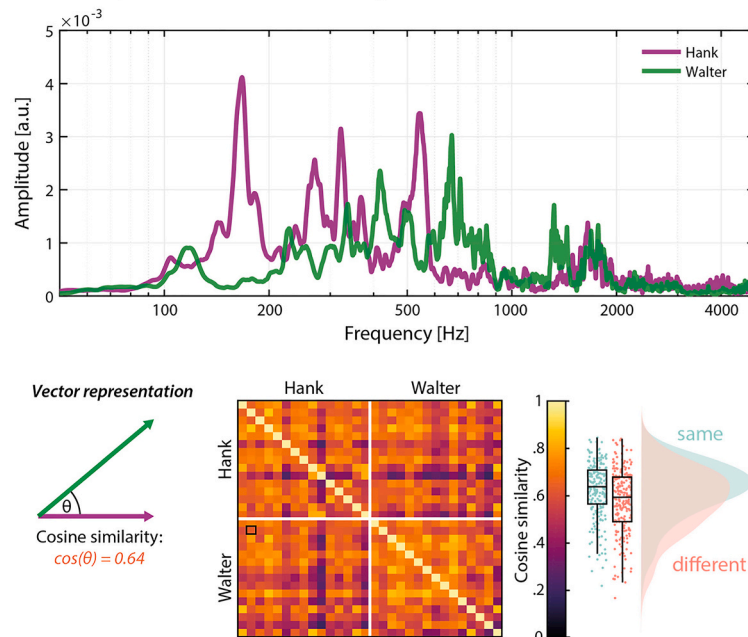 ×10⁻³
5
4
3
2
1
0
Amplitude [a.u.]
Hank
Walter
100 200 500 1000 2000 4000
Frequency [Hz]
Vector representation
θ
Cosine similarity:
cos(θ) = 0.64
Hank Walter
Hank
Walter
1
.8
.6
.4
.2
0
Cosine similarity
same
different